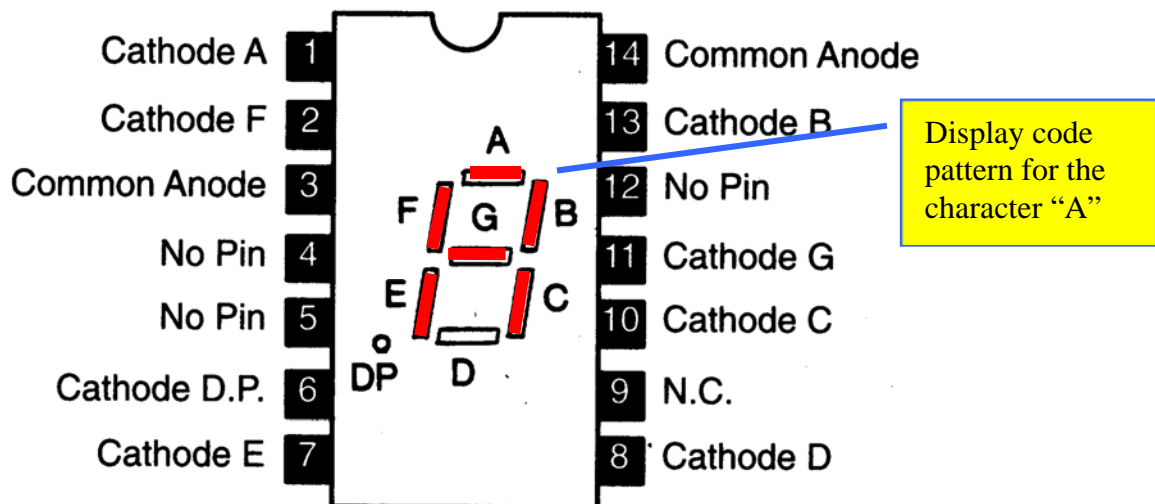 Cathode A 1
Cathode F 2
Common Anode 3
No Pin 4
No Pin 5
Cathode D.P. 6
Cathode E 7
A
F
G
B
E
C
DP
D
14 Common Anode
13 Cathode B
12 No Pin
11 Cathode G
10 Cathode C
9 N.C.
8 Cathode D
Display code
pattern for the
character “A”